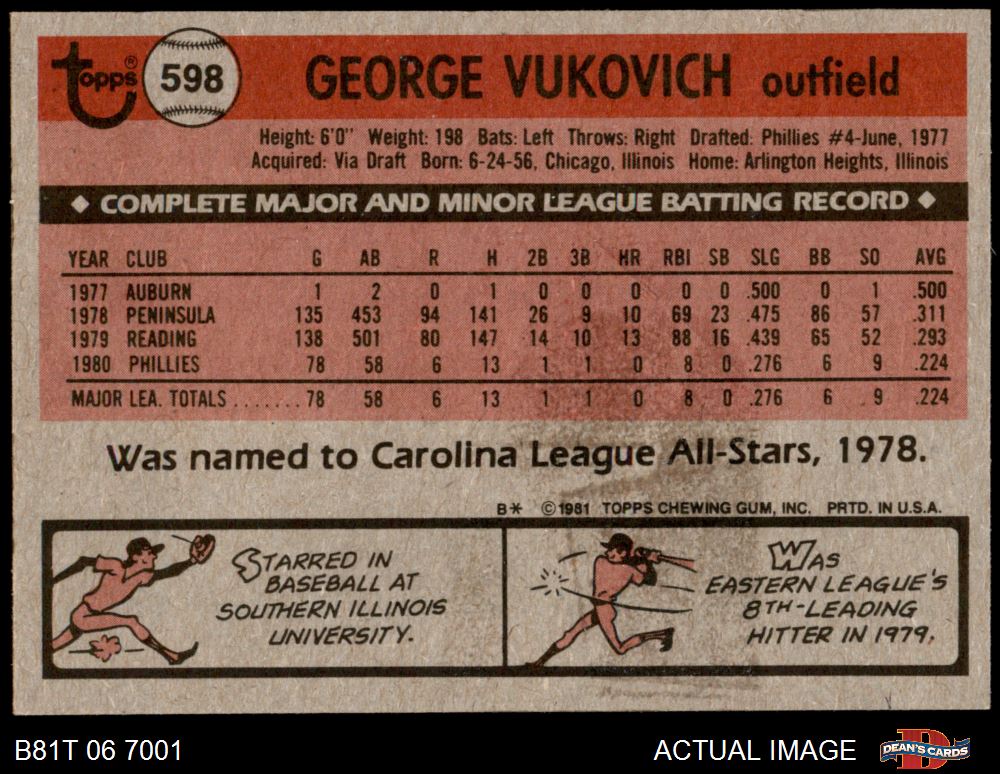 topps® 598 GEORGE VUKOVICH outfield
Height: 6'0" Weight: 198 Bats: Left Throws: Right Drafted: Phillies #4-June, 1977
Acquired: Via Draft Born: 6-24-56, Chicago, Illinois Home: Arlington Heights, Illinois
◆ COMPLETE MAJOR AND MINOR LEAGUE BATTING RECORD ◆
YEAR CLUB G AB R H 2B 3B HR RBI SB SLG BB SO AVG
1977 AUBURN 1 2 0 1 0 0 0 0 0 .500 0 1 .500
1978 PENINSULA 135 453 94 141 26 9 10 69 23 .475 86 57 .311
1979 READING 138 501 80 147 14 10 13 88 16 .439 65 52 .293
1980 PHILLIES 78 58 6 13 1 1 0 8 0 .276 6 9 .224
MAJOR LEA. TOTALS ....... 78 58 6 13 1 1 0 8 0 .276 6 9 .224
Was named to Carolina League All-Stars, 1978.
B* ©1981 TOPPS CHEWING GUM, INC. PRTD. IN U.S.A.
STARRED IN
BASEBALL AT
SOUTHERN ILLINOIS
UNIVERSITY.
WAS
EASTERN LEAGUE'S
8TH-LEADING
HITTER IN 1979.
B81T 06 7001 ACTUAL IMAGE DEAN'S CARDS